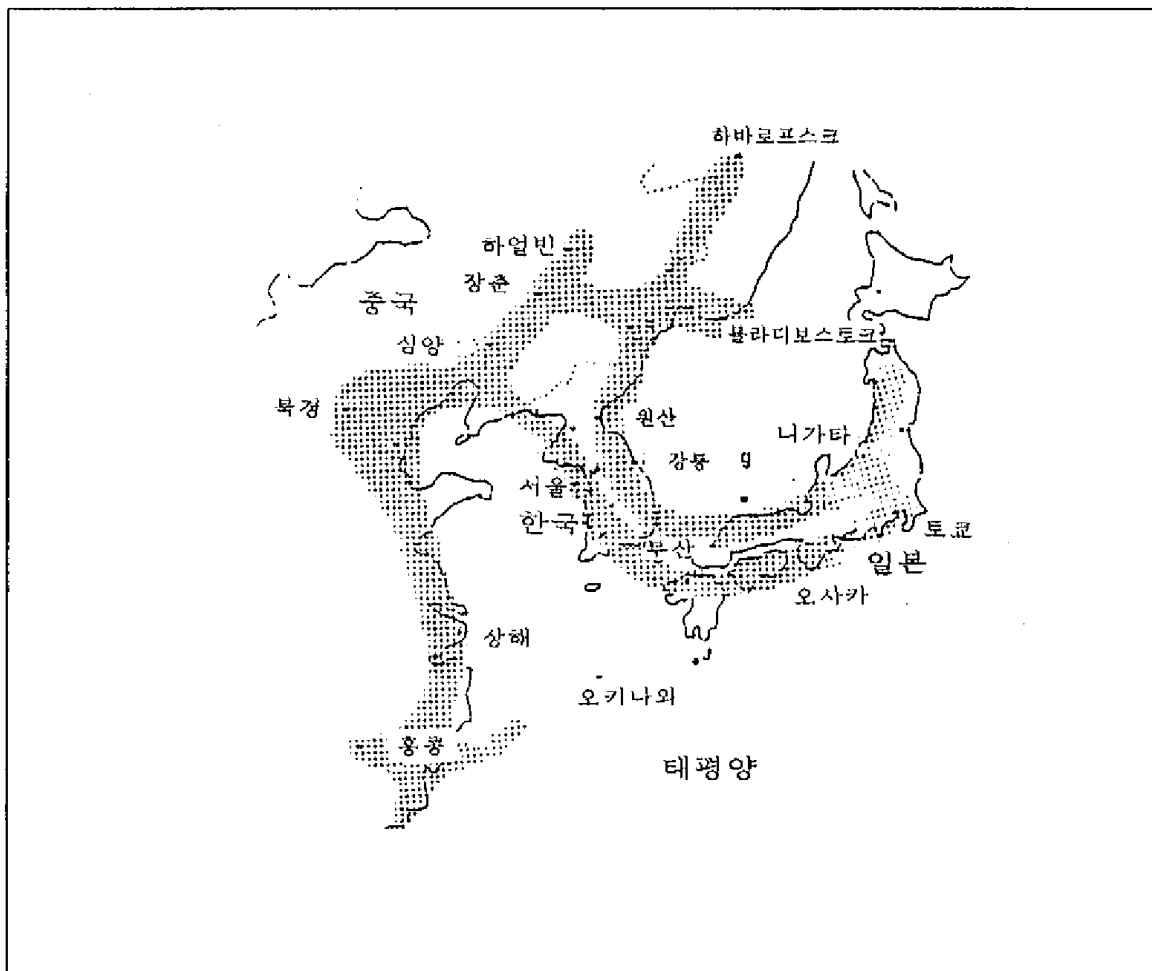 하바로프스크
하얼빈
장춘
중국
블라디보스토크
심양
북경
원산
니가타
강릉
서울
한국
토쿄
부산
일본
오사카
상해
오키나와
홍콩
태평양